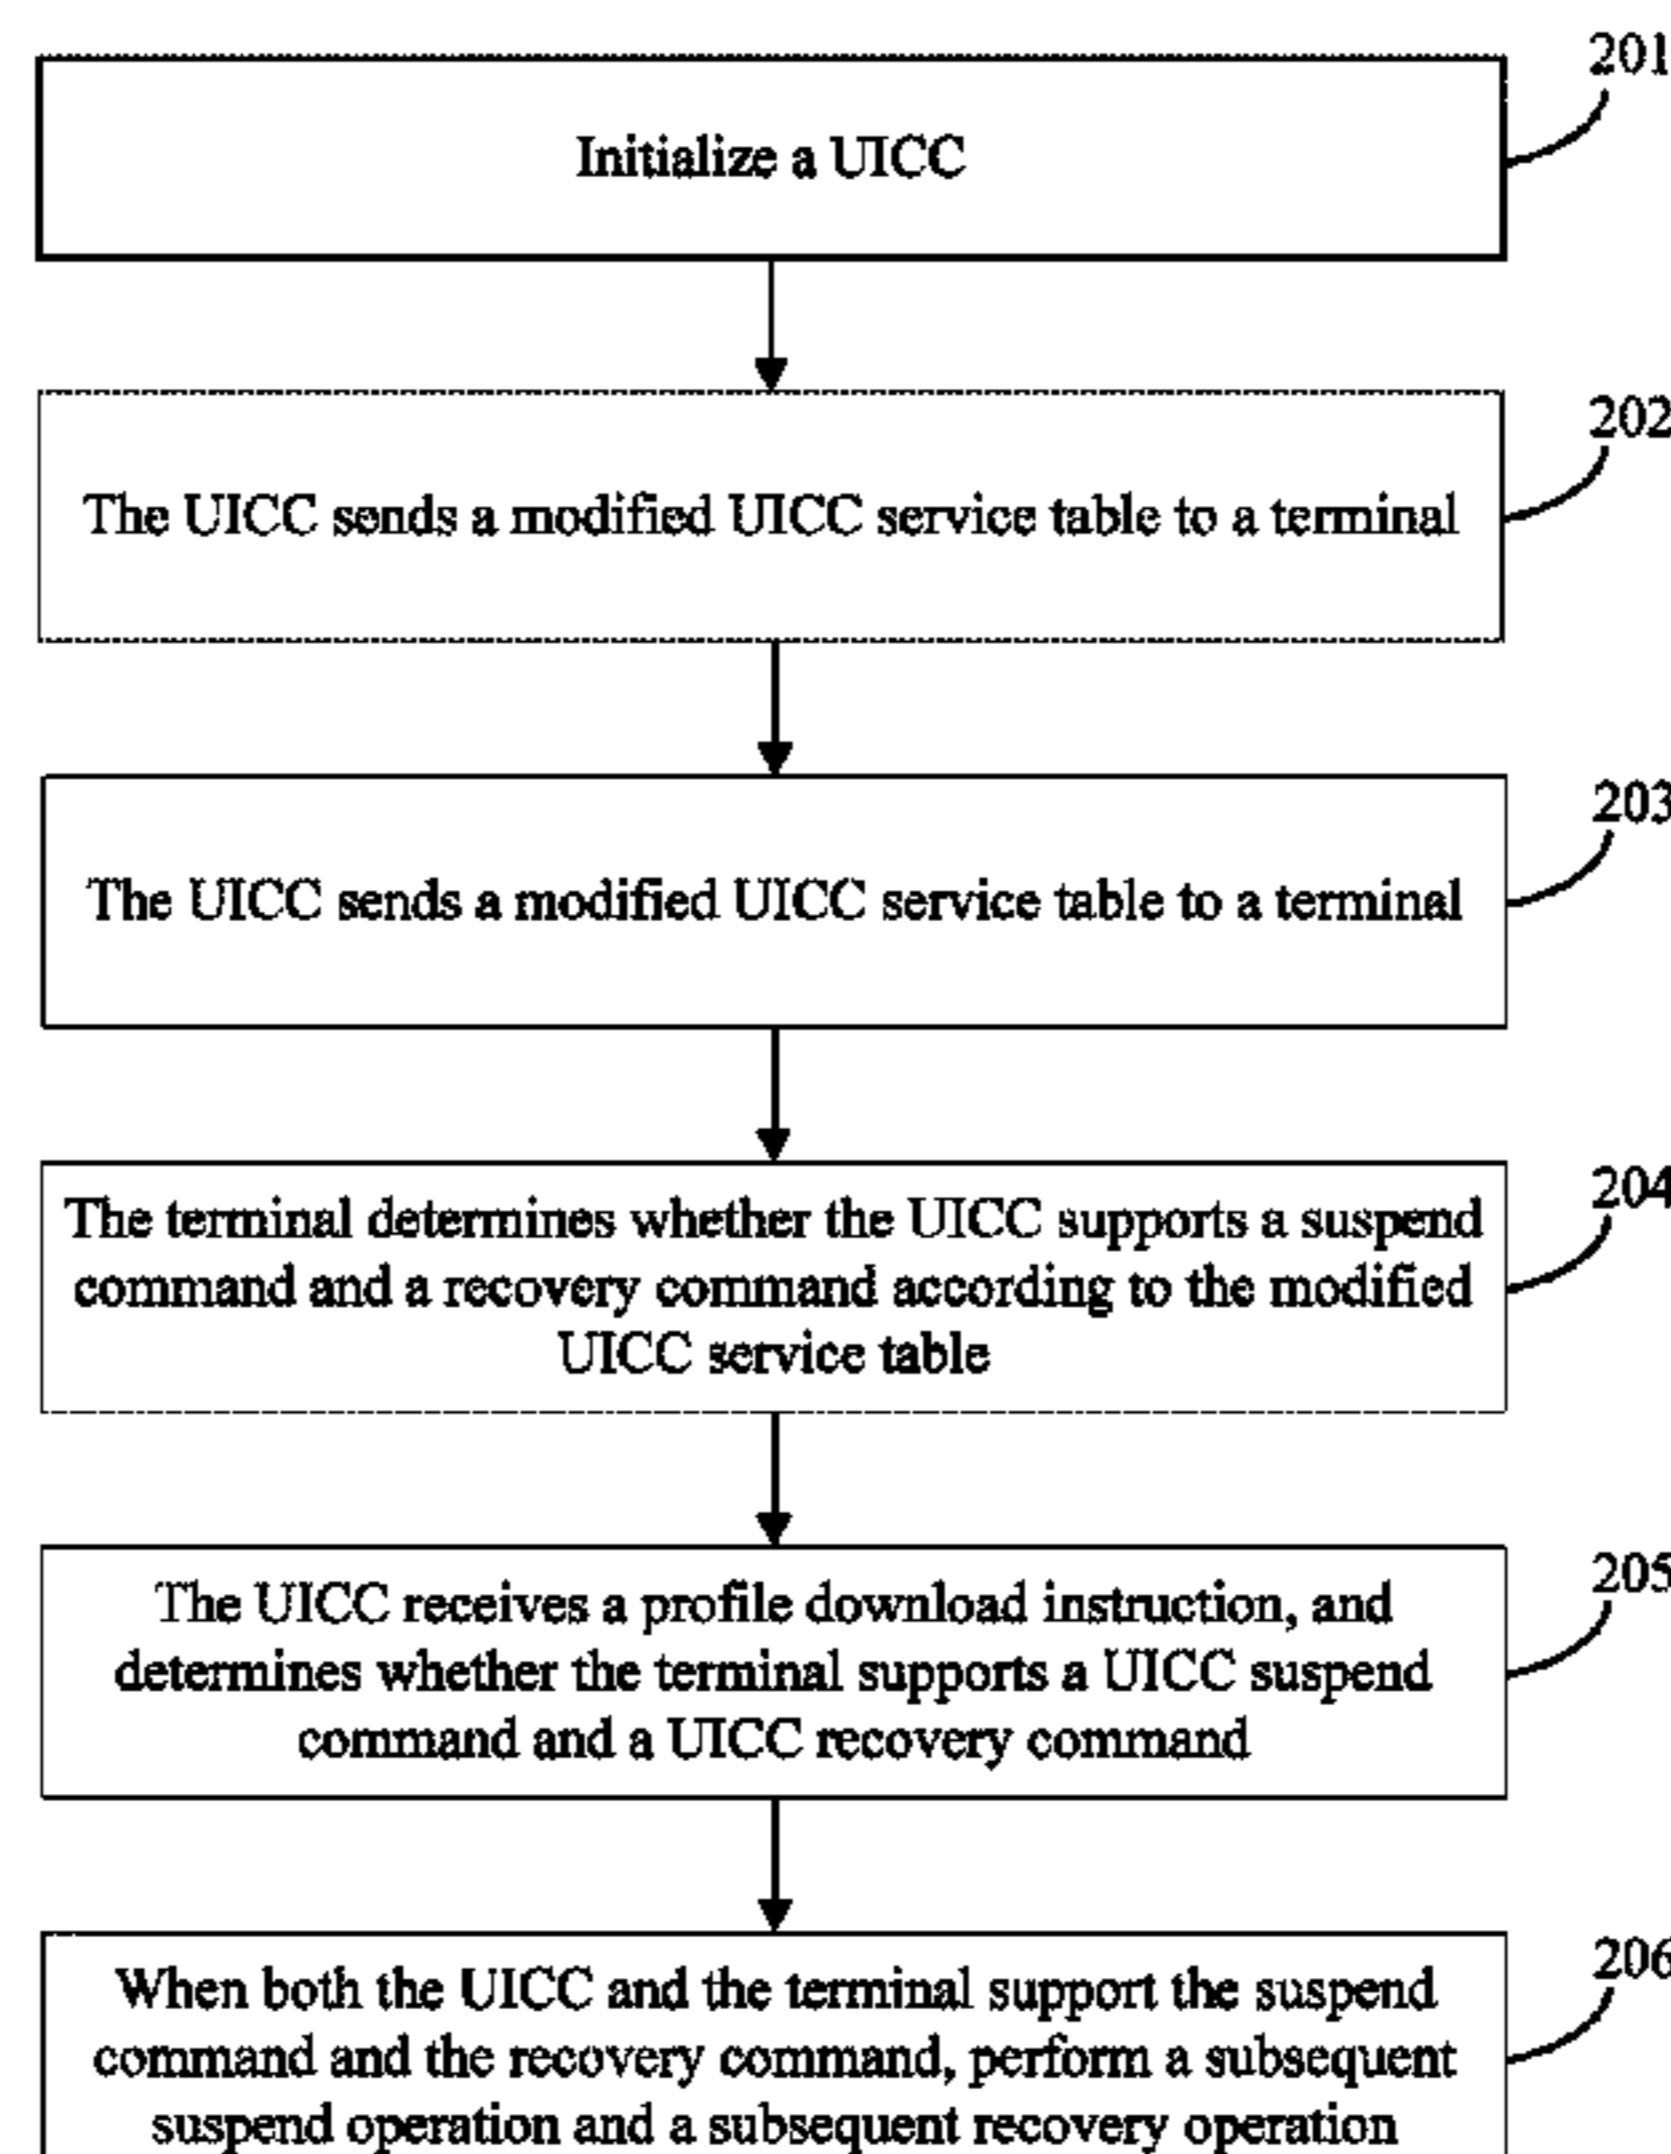 201
Initialize a UICC
202
The UICC sends a modified UICC service table to a terminal
203
The UICC sends a modified UICC service table to a terminal
204
The terminal determines whether the UICC supports a suspend
command and a recovery command according to the modified
UICC service table
205
The UICC receives a profile download instruction, and
determines whether the terminal supports a UICC suspend
command and a UICC recovery command
206
When both the UICC and the terminal support the suspend
command and the recovery command, perform a subsequent
suspend operation and a subsequent recovery operation